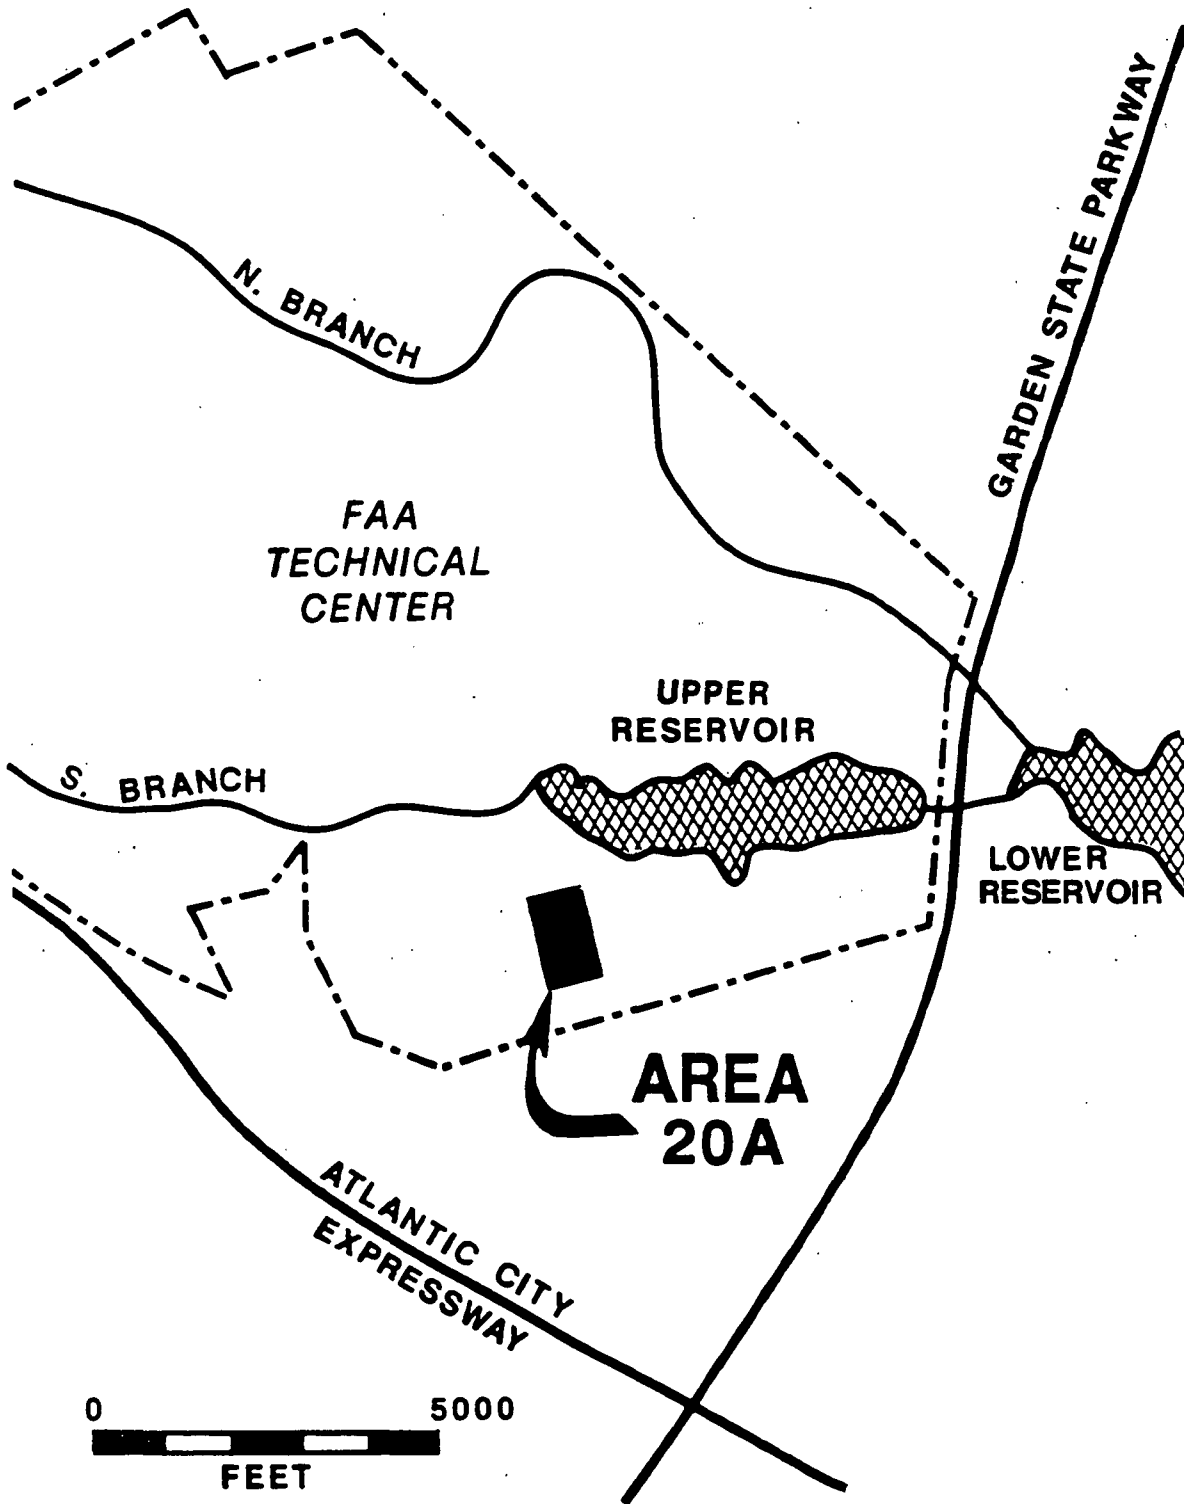 GARDEN STATE PARKWAY
N. BRANCH
FAA
TECHNICAL
CENTER
UPPER
RESERVOIR
S. BRANCH
LOWER
RESERVOIR
AREA
20A
ATLANTIC CITY
EXPRESSWAY
0 5000
FEET